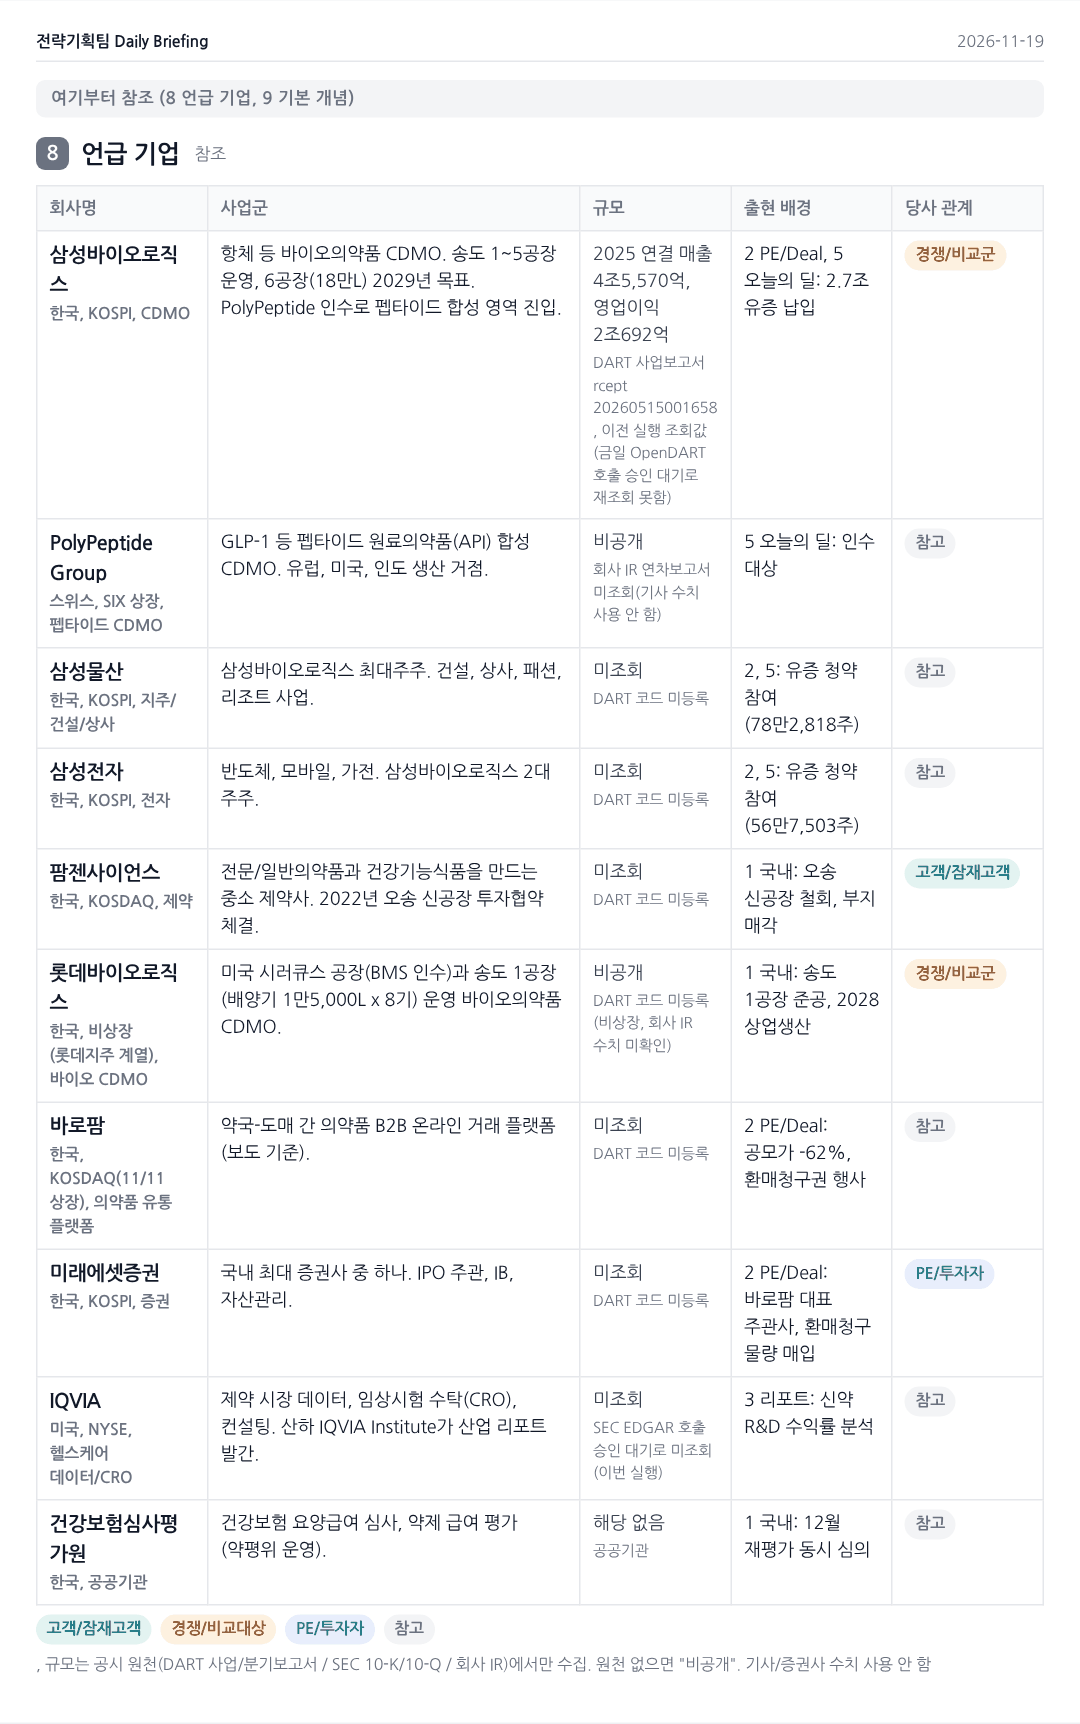 전략기획팀 Daily Briefing
2026-11-19
여기부터 참조 (8 언급 기업, 9 기본 개념)
8 언급 기업 참조
회사명 사업군 규모 출현 배경 당사 관계
삼성바이오로직
스
한국, KOSPI, CDMO
항체 등 바이오의약품 CDMO. 송도 1~5공장
운영, 6공장(18만L) 2029년 목표.
PolyPeptide 인수로 펩타이드 합성 영역 진입.
2025 연결 매출
4조5,570억,
영업이익
2조692억
DART 사업보고서
rcept
20260515001658
, 이전 실행 조회값
(금일 OpenDART
호출 승인 대기로
재조회 못함)
2 PE/Deal, 5
오늘의 딜: 2.7조
유증 납입
경쟁/비교군
PolyPeptide
Group
스위스, SIX 상장,
펩타이드 CDMO
GLP-1 등 펩타이드 원료의약품(API) 합성
CDMO. 유럽, 미국, 인도 생산 거점.
비공개
회사 IR 연차보고서
미조회(기사 수치
사용 안 함)
5 오늘의 딜: 인수
대상
참고
삼성물산
한국, KOSPI, 지주/
건설/상사
삼성바이오로직스 최대주주. 건설, 상사, 패션,
리조트 사업.
미조회
DART 코드 미등록
2, 5: 유증 청약
참여
(78만2,818주)
참고
삼성전자
한국, KOSPI, 전자
반도체, 모바일, 가전. 삼성바이오로직스 2대
주주.
미조회
DART 코드 미등록
2, 5: 유증 청약
참여
(56만7,503주)
참고
팜젠사이언스
한국, KOSDAQ, 제약
전문/일반의약품과 건강기능식품을 만드는
중소 제약사. 2022년 오송 신공장 투자협약
체결.
미조회
DART 코드 미등록
1 국내: 오송
신공장 철회, 부지
매각
고객/잠재고객
롯데바이오로직
스
한국, 비상장
(롯데지주 계열),
바이오 CDMO
미국 시러큐스 공장(BMS 인수)과 송도 1공장
(배양기 1만5,000L x 8기) 운영 바이오의약품
CDMO.
비공개
DART 코드 미등록
(비상장, 회사 IR
수치 미확인)
1 국내: 송도
1공장 준공, 2028
상업생산
경쟁/비교군
바로팜
한국,
KOSDAQ(11/11
상장), 의약품 유통
플랫폼
약국-도매 간 의약품 B2B 온라인 거래 플랫폼
(보도 기준).
미조회
DART 코드 미등록
2 PE/Deal:
공모가 -62%,
환매청구권 행사
참고
미래에셋증권
한국, KOSPI, 증권
국내 최대 증권사 중 하나. IPO 주관, IB,
자산관리.
미조회
DART 코드 미등록
2 PE/Deal:
바로팜 대표
주관사, 환매청구
물량 매입
PE/투자자
IQVIA
미국, NYSE,
헬스케어
데이터/CRO
제약 시장 데이터, 임상시험 수탁(CRO),
컨설팅. 산하 IQVIA Institute가 산업 리포트
발간.
미조회
SEC EDGAR 호출
승인 대기로 미조회
(이번 실행)
3 리포트: 신약
R&D 수익률 분석
참고
건강보험심사평
가원
한국, 공공기관
건강보험 요양급여 심사, 약제 급여 평가
(약평위 운영).
해당 없음
공공기관
1 국내: 12월
재평가 동시 심의
참고
고객/잠재고객 경쟁/비교대상 PE/투자자 참고
, 규모는 공시 원천(DART 사업/분기보고서 / SEC 10-K/10-Q / 회사 IR)에서만 수집. 원천 없으면 "비공개". 기사/증권사 수치 사용 안 함